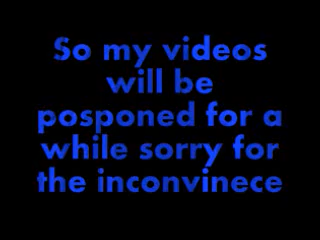 So my videos
will be
posponed for a
while sorry for
the inconvinece